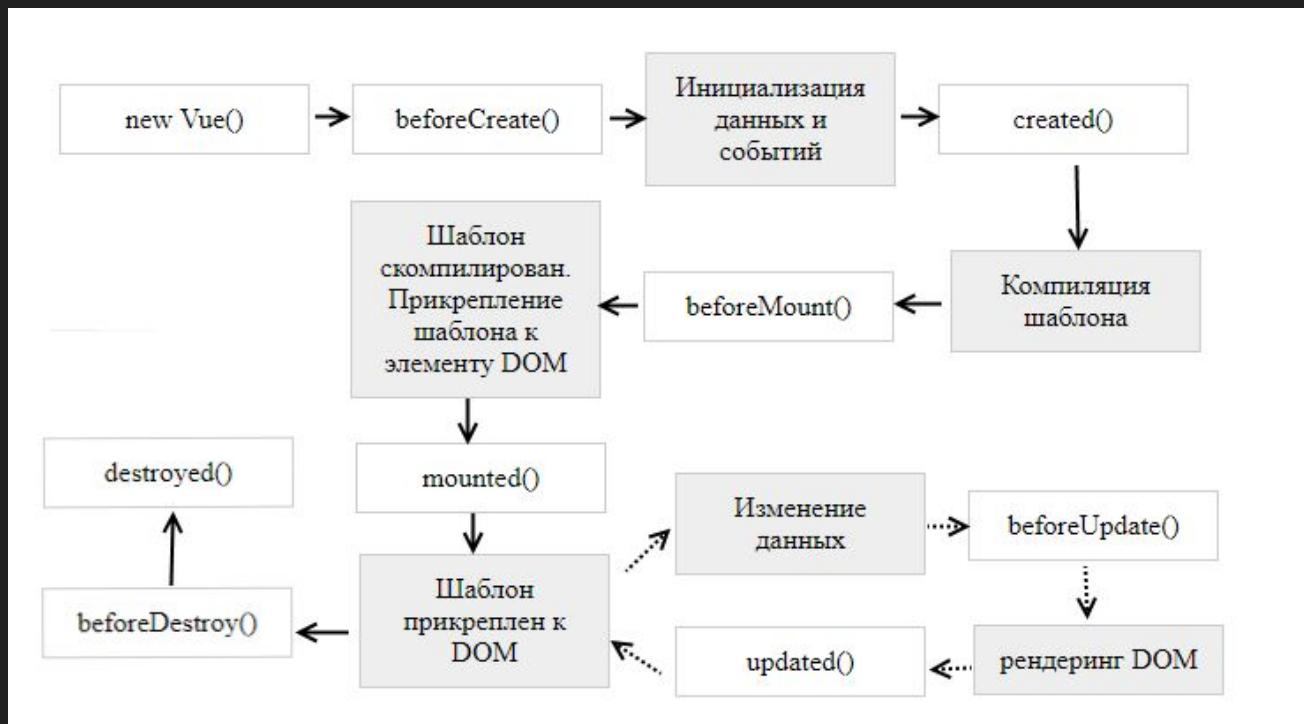 new Vue()
beforeCreate()
Инициализация
данных и
событий
created()
Шаблон
скомпилирован.
Прикрепление
шаблона к
элементу DOM
beforeMount()
Компиляция
шаблона
destroyed()
mounted()
Изменение
данных
beforeUpdate()
beforeDestroy()
Шаблон
прикреплен к
DOM
updated()
рендеринг DOM